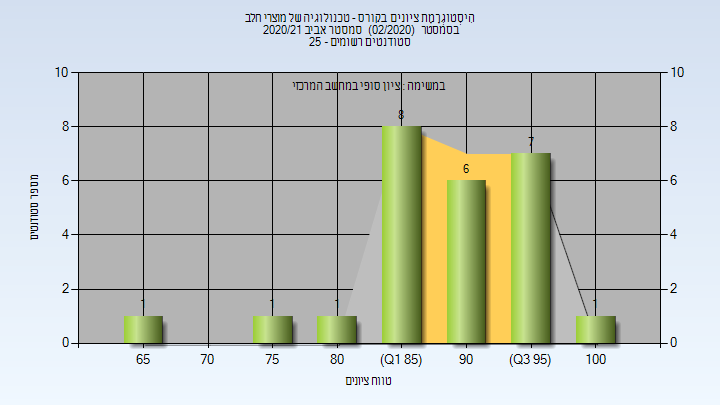 היסטוגרמת ציונים בקורס - טכנולוגיה של מוצרי חלב
בסמסטר (02/2020) סמסטר אביב 2020/21
סטודנטים רשומים - 25
במשימה : ציון סופי במחשב המרכזי
מספר סטודנטים
10 10
8 8
6 6
4 4
2 2
0 0
1 1 1 8 6 7 1
65 70 75 80 (Q1 85) 90 (Q3 95) 100
טווח ציונים